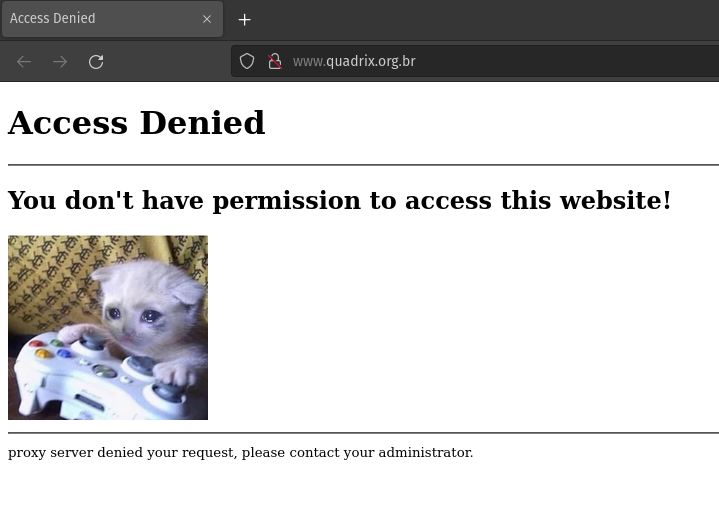 Access Denied
www.quadrix.org.br
Access Denied
You don't have permission to access this website!
proxy server denied your request, please contact your administrator.